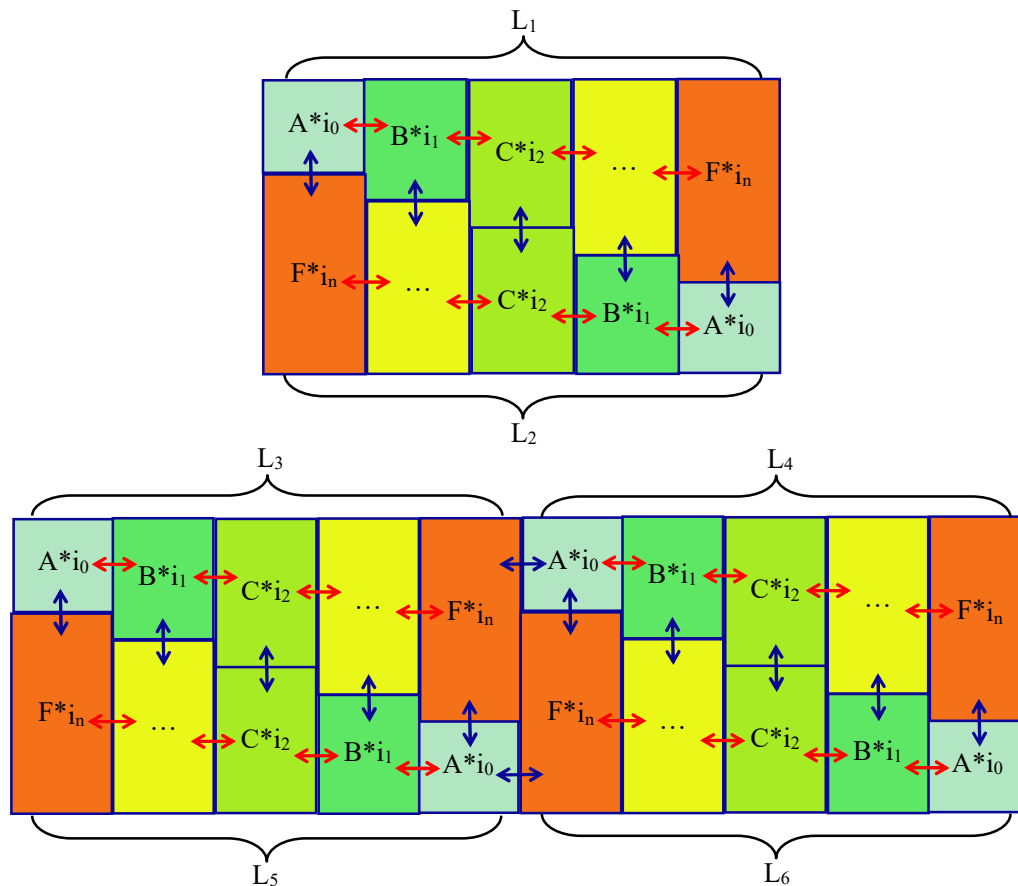 L₁
A*i₀ B*i₁ C*i₂ … F*iₙ
F*iₙ … C*i₂ B*i₁ A*i₀
L₂
L₃ L₄
A*i₀ B*i₁ C*i₂ … F*iₙ A*i₀ B*i₁ C*i₂ … F*iₙ
F*iₙ … C*i₂ B*i₁ A*i₀ F*iₙ … C*i₂ B*i₁ A*i₀
L₅ L₆